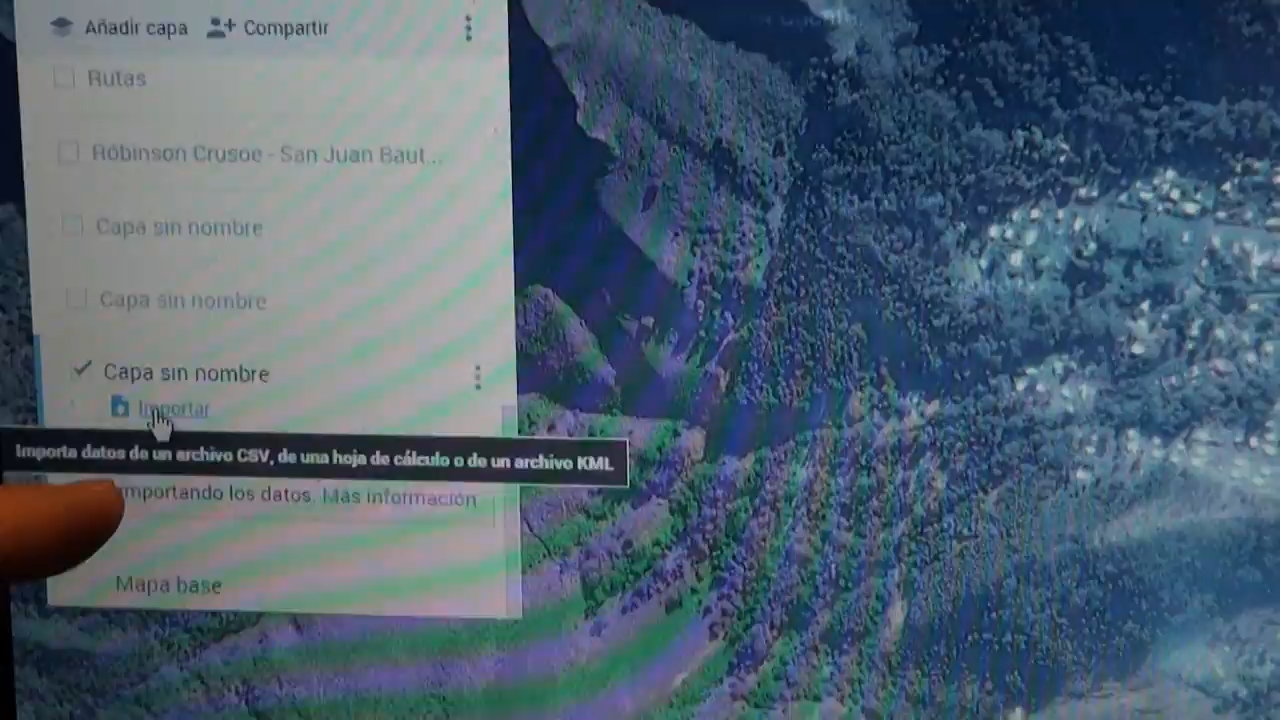 Añadir capa Compartir
Rutas
Robinson Crusoe - San Juan Baut...
Capa sin nombre
Capa sin nombre
Capa sin nombre
Importar
Importa datos de un archivo CSV, de una hoja de cálculo o de un archivo KML
importando los datos. Más información
Mapa base